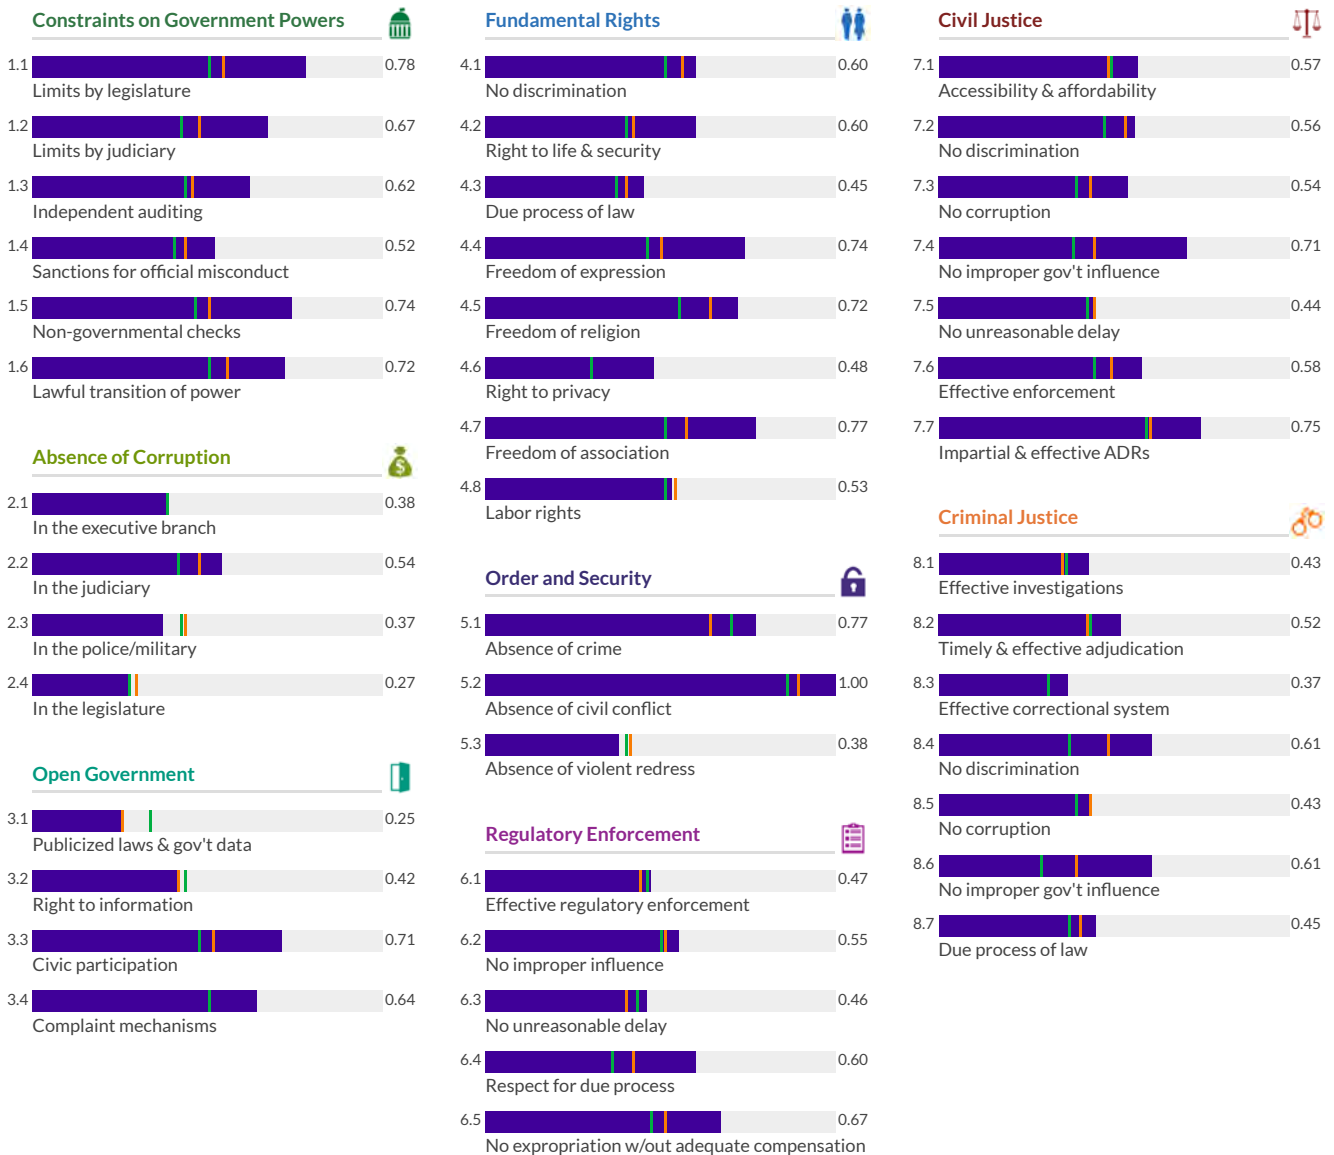 Constraints on Government Powers
1.1 0.78
Limits by legislature
1.2 0.67
Limits by judiciary
1.3 0.62
Independent auditing
1.4 0.52
Sanctions for official misconduct
1.5 0.74
Non-governmental checks
1.6 0.72
Lawful transition of power
Absence of Corruption
$
2.1 0.38
In the executive branch
2.2 0.54
In the judiciary
2.3 0.37
In the police/military
2.4 0.27
In the legislature
Open Government
3.1 0.25
Publicized laws & gov't data
3.2 0.42
Right to information
3.3 0.71
Civic participation
3.4 0.64
Complaint mechanisms
Fundamental Rights
4.1 0.60
No discrimination
4.2 0.60
Right to life & security
4.3 0.45
Due process of law
4.4 0.74
Freedom of expression
4.5 0.72
Freedom of religion
4.6 0.48
Right to privacy
4.7 0.77
Freedom of association
4.8 0.53
Labor rights
Order and Security
5.1 0.77
Absence of crime
5.2 1.00
Absence of civil conflict
5.3 0.38
Absence of violent redress
Regulatory Enforcement
6.1 0.47
Effective regulatory enforcement
6.2 0.55
No improper influence
6.3 0.46
No unreasonable delay
6.4 0.60
Respect for due process
6.5 0.67
No expropriation w/out adequate compensation
Civil Justice
7.1 0.57
Accessibility & affordability
7.2 0.56
No discrimination
7.3 0.54
No corruption
7.4 0.71
No improper gov't influence
7.5 0.44
No unreasonable delay
7.6 0.58
Effective enforcement
7.7 0.75
Impartial & effective ADRs
Criminal Justice
8.1 0.43
Effective investigations
8.2 0.52
Timely & effective adjudication
8.3 0.37
Effective correctional system
8.4 0.61
No discrimination
8.5 0.43
No corruption
8.6 0.61
No improper gov't influence
8.7 0.45
Due process of law